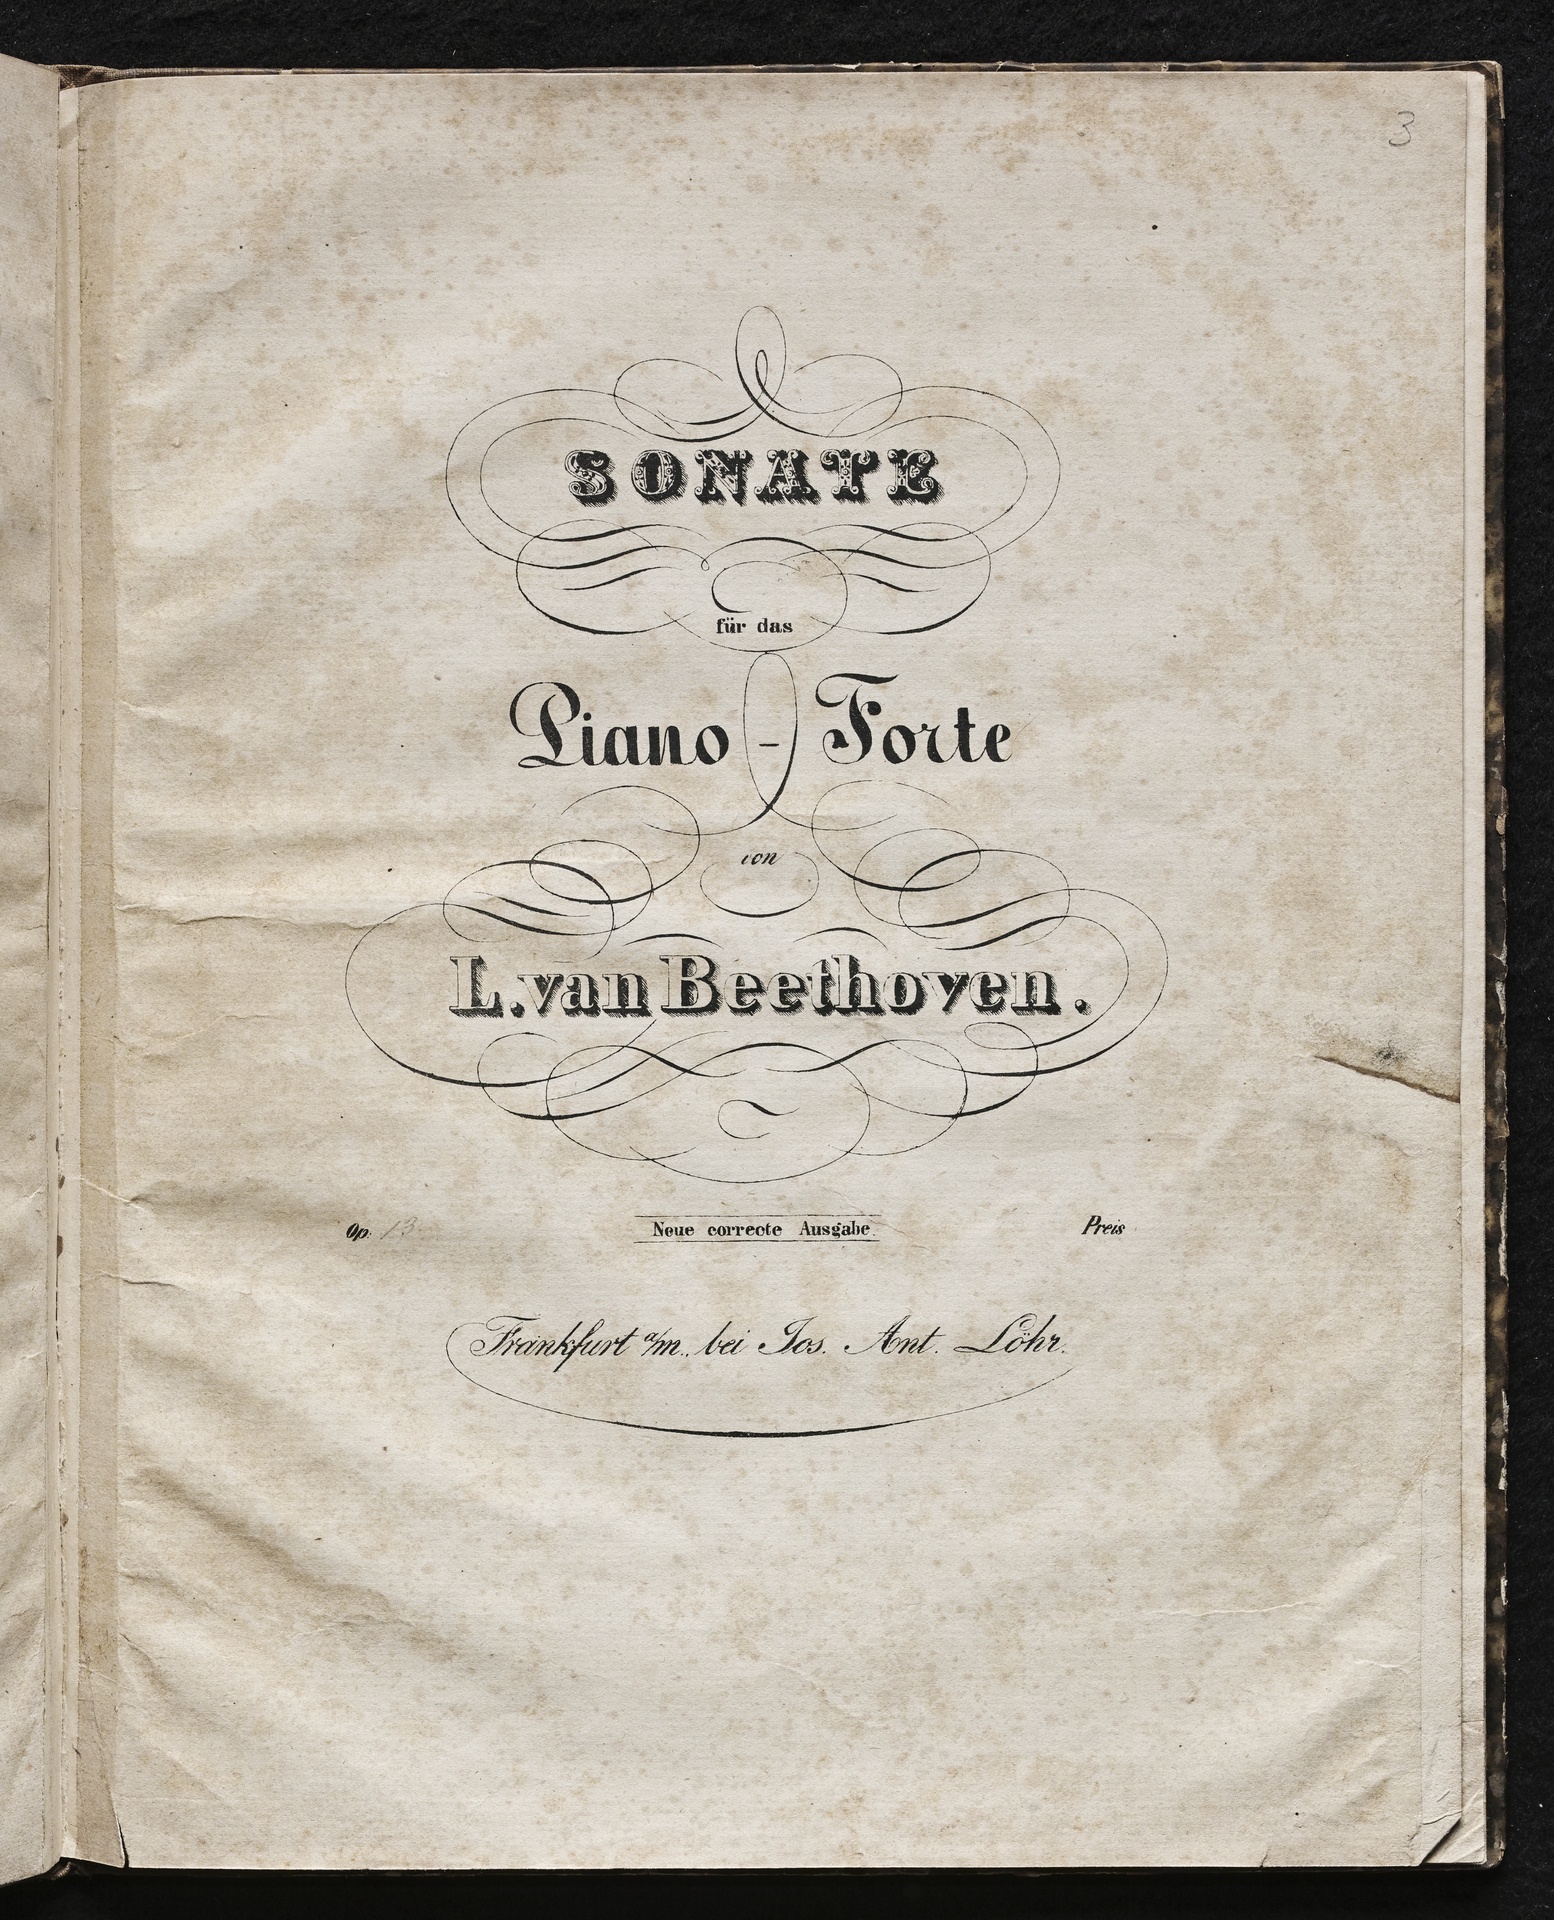 3
SONATE
für das
Piano - Forte
von
L. van Beethoven.
Op. 13. Neue correcte Ausgabe. Preis
Frankfurt a/m. bei Jos. Ant. Löhr.